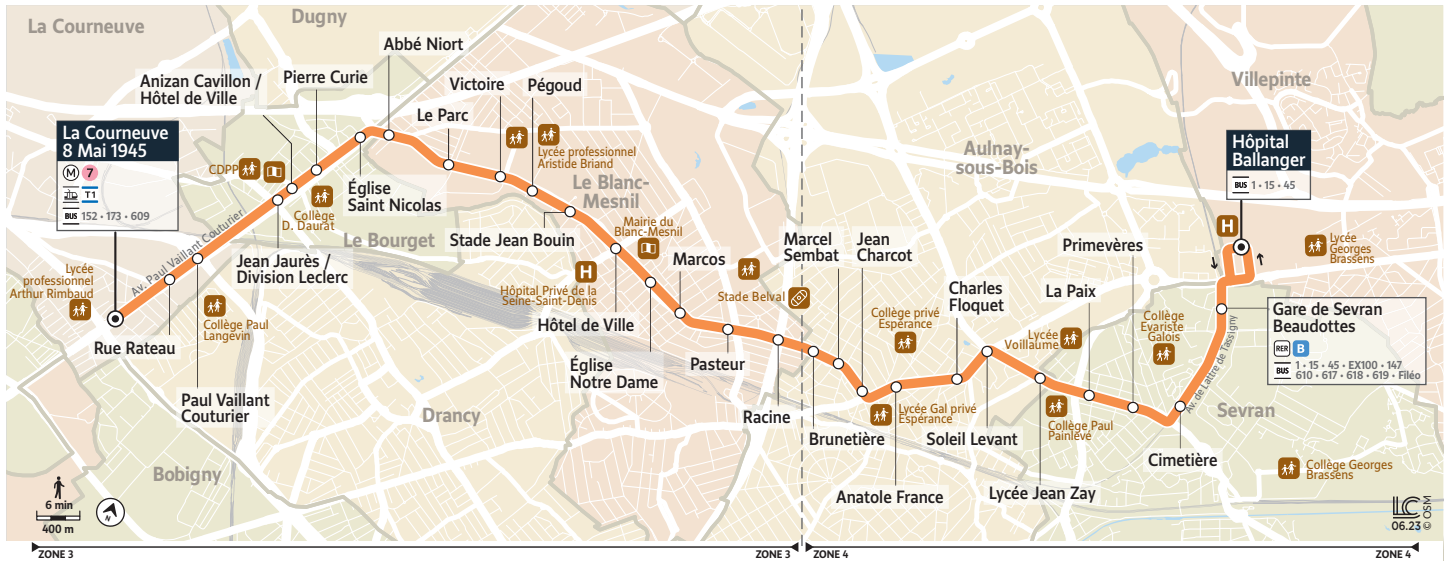 La Courneuve
Dugny
Abbé Niort
Anizan Cavillon /
Hôtel de Ville
Pierre Curie
Victoire
Pégoud
Le Parc
Villepinte
La Courneuve
8 Mai 1945
M 7
T1
BUS 152 • 173 • 609
CDPP
Lycée professionnel
Aristide Briand
Aulnay-
sous-Bois
Hôpital
Ballanger
BUS 1 • 15 • 45
Église
Saint Nicolas
Le Blanc-
Mesnil
Collège
D. Daurat
Av. Paul Vaillant Couturier
Le Bourget
Stade Jean Bouin
Mairie du
Blanc-Mesnil
Marcel
Sembat
Jean
Charcot
Primevères
H
Lycée
Georges
Brassens
Jean Jaurès /
Division Leclerc
Marcos
Lycée
professionnel
Arthur Rimbaud
H
Hôpital Privé de la
Seine-Saint-Denis
Stade Belval
Charles
Floquet
La Paix
Collège privé
Espérance
Collège
Evariste
Galois
Gare de Sevran
Beaudottes
RER B
BUS 1 • 15 • 45 • EX100 • 147
610 • 617 • 618 • 619 • Filéo
Collège Paul
Langevin
Hôtel de Ville
Lycée
Voillaume
Rue Rateau
Église
Notre Dame
Pasteur
Av. de Lattre de Tassigny
Paul Vaillant
Couturier
Drancy
Racine
Lycée Gal privé
Espérance
Collège Paul
Painlevé
Sevran
Brunetière
Soleil Levant
Cimetière
Bobigny
Anatole France
Lycée Jean Zay
Collège Georges
Brassens
6 min
400 m
N
LC
06.23 © OSM
ZONE 3
ZONE 3
ZONE 4
ZONE 4